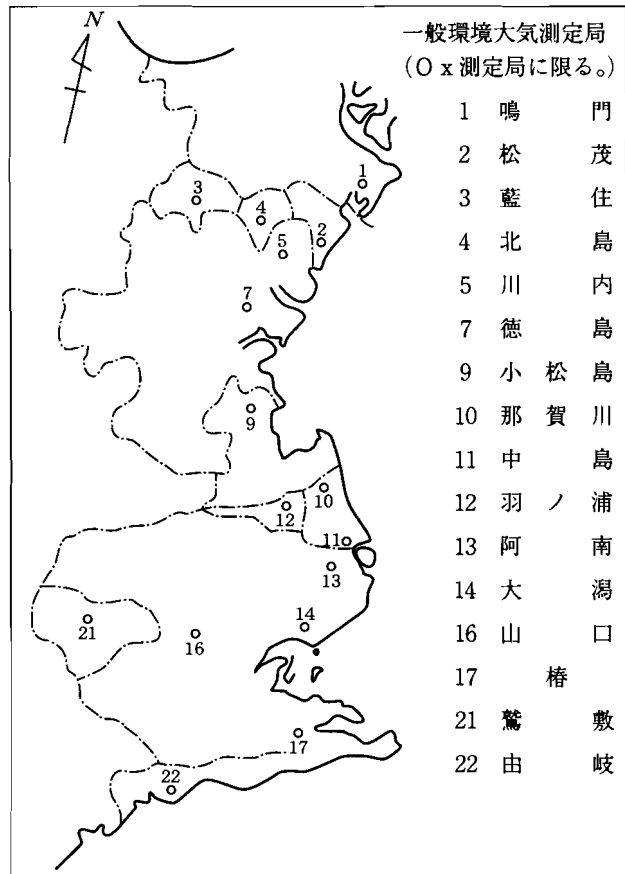 N
一般環境大気測定局
(Ox測定局に限る。)
1 鳴門
2 松茂
3 藍住
4 北島
5 川内
7 徳島
9 小松島
10 那賀川
11 中島
12 羽ノ浦
13 阿南
14 大潟
16 山口
17 椿
21 鷲敷
22 由岐
1
3
4
2
5
7
9
10
12
11
13
14
21
16
17
22